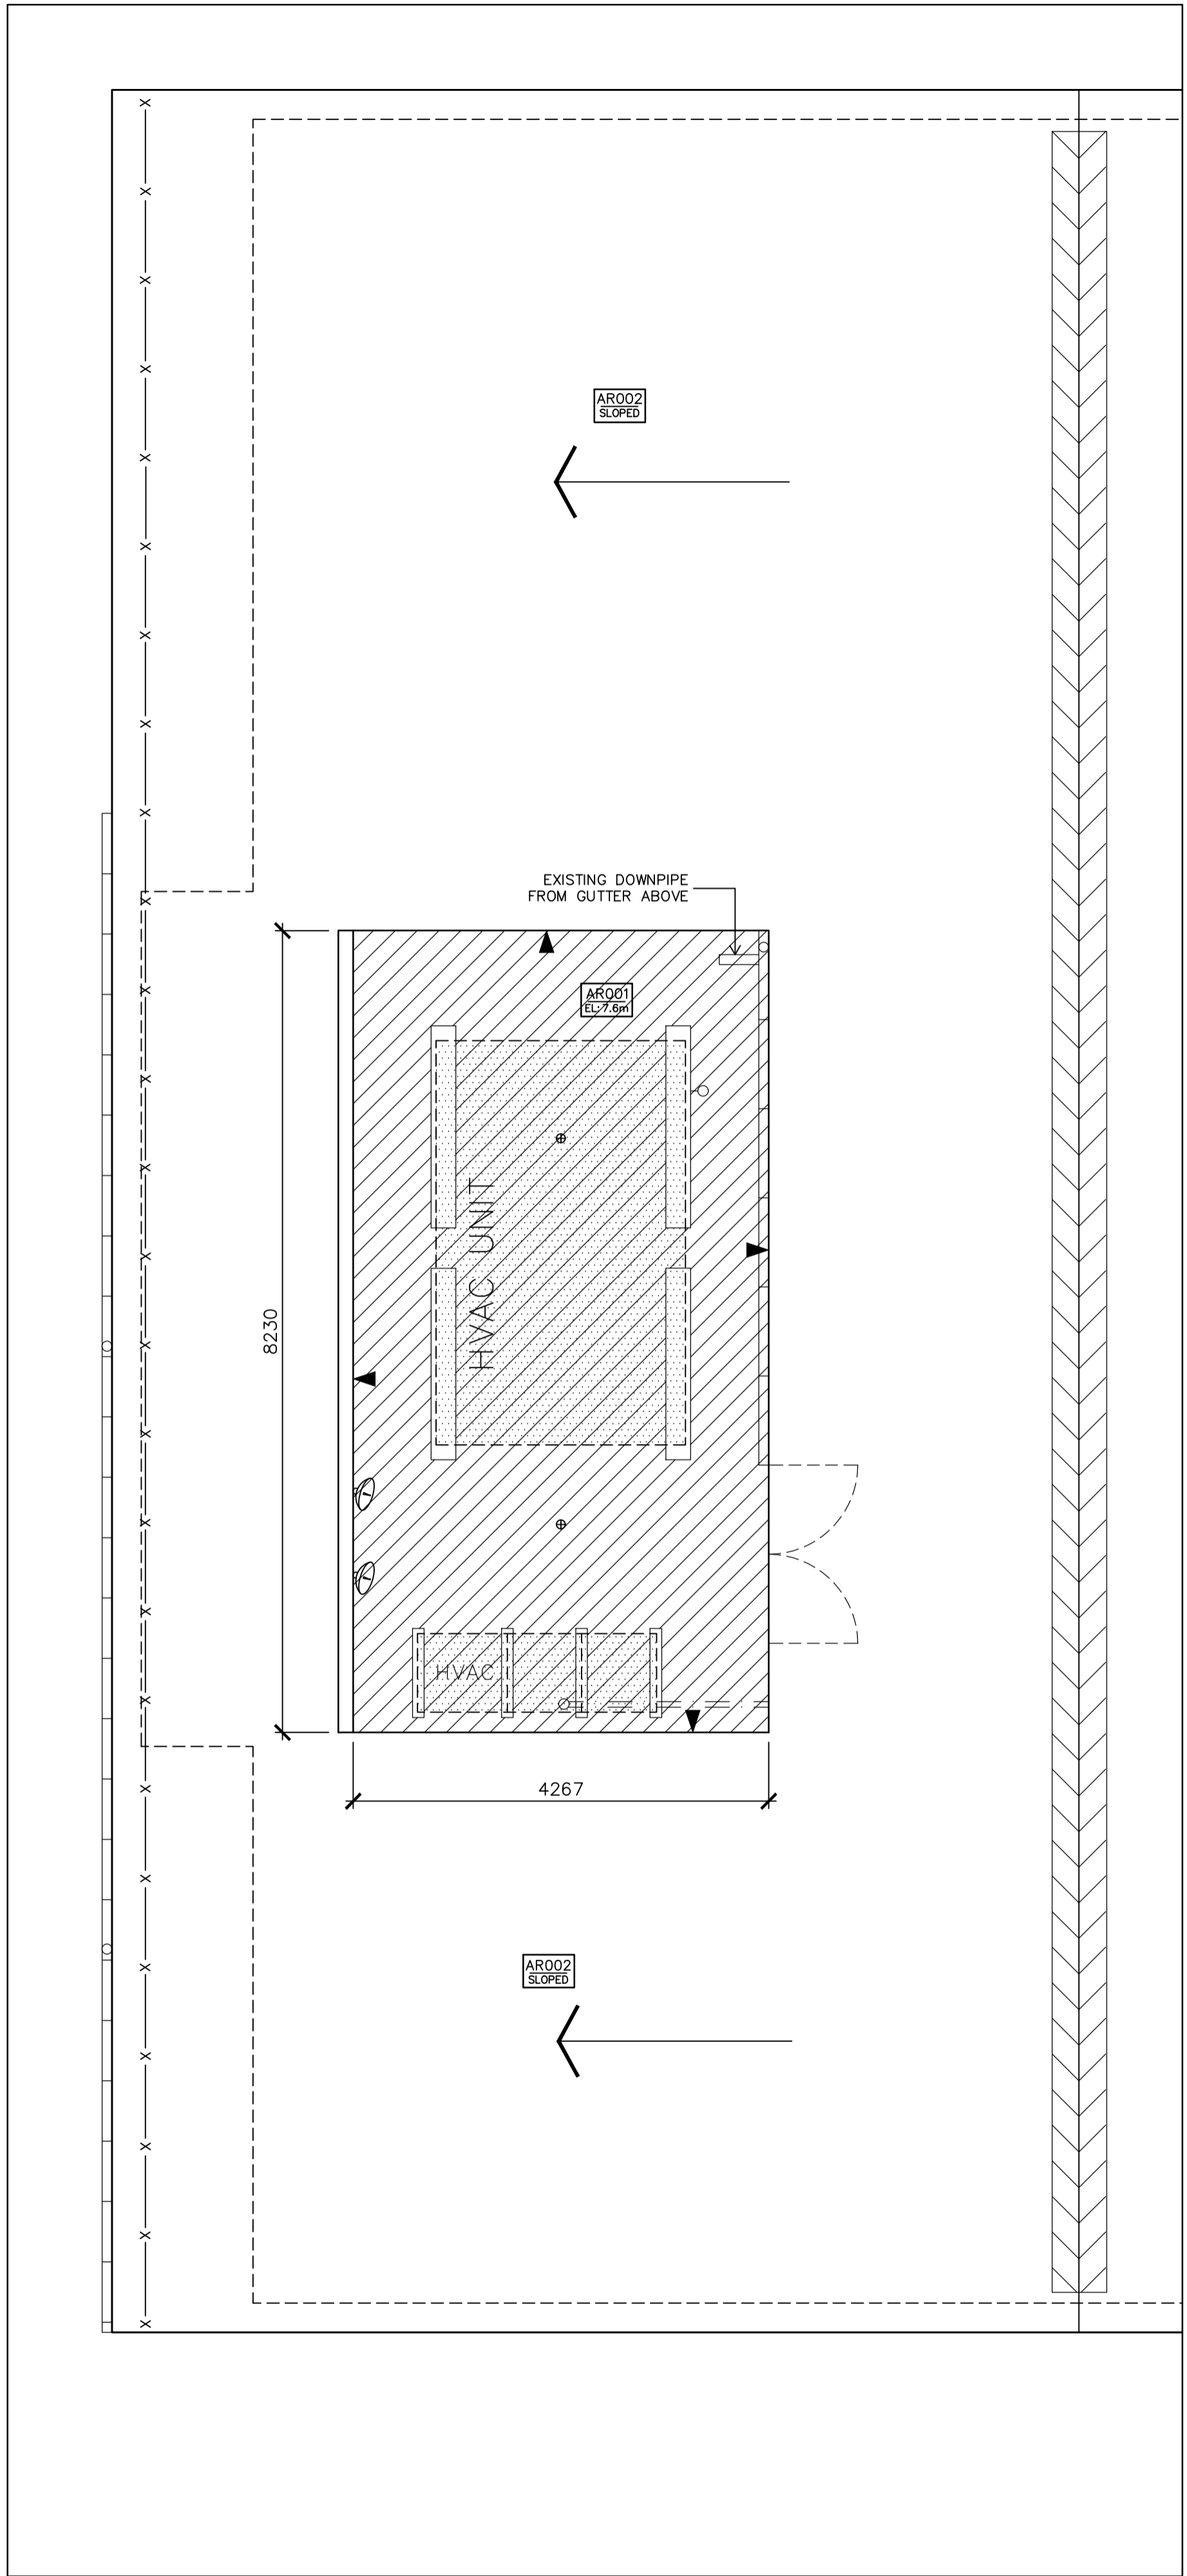 AR002
SLOPED
EXISTING DOWNPIPE
FROM GUTTER ABOVE
AR001
EL: 7.6m
HVAC UNIT
8230
HVAC
4267
AR002
SLOPED